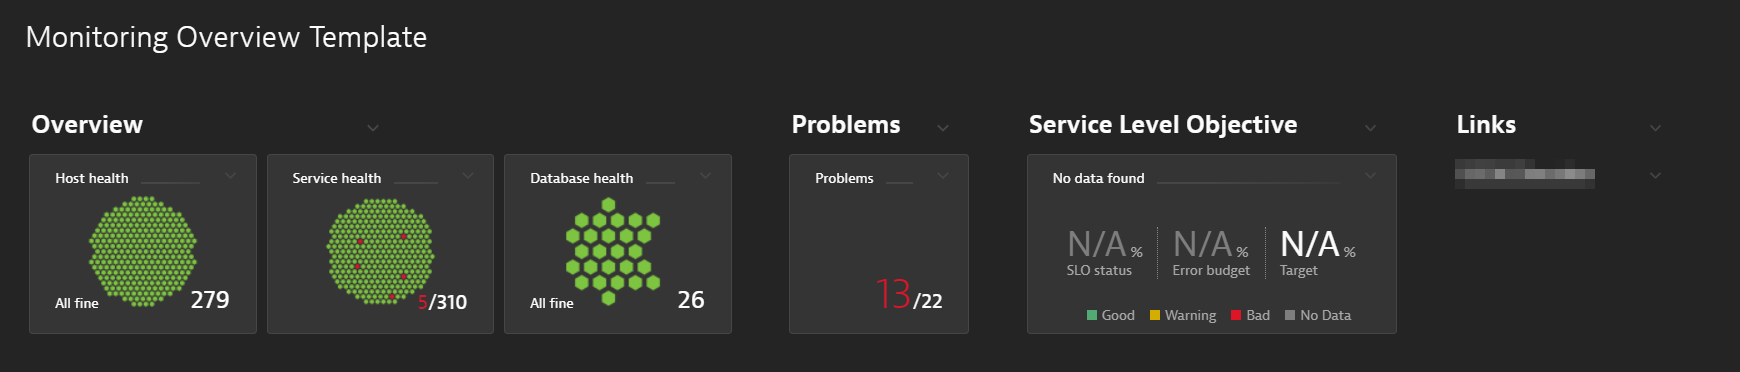 Monitoring Overview Template
Overview
Problems
Service Level Objective
Links
Host health
All fine
279
Service health
5/310
Database health
All fine
26
Problems
13/22
No data found
N/A %
SLO status
N/A %
Error budget
N/A %
Target
Good
Warning
Bad
No Data